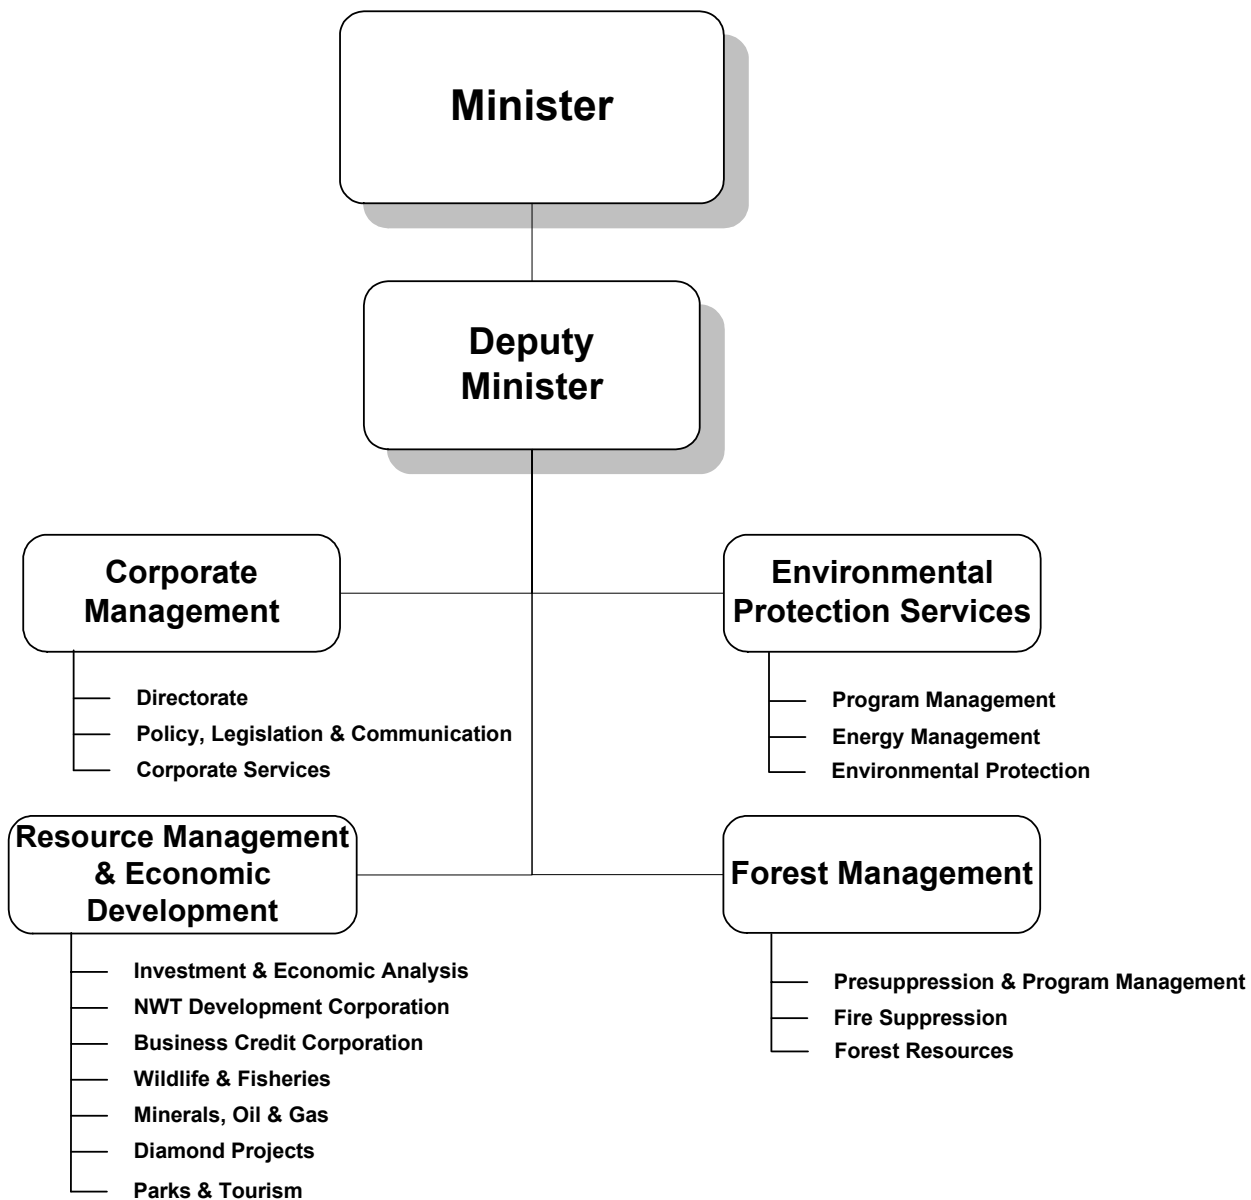 Minister
Deputy
Minister
Corporate
Management
Directorate
Policy, Legislation & Communication
Corporate Services
Environmental
Protection Services
Program Management
Energy Management
Environmental Protection
Resource Management
& Economic
Development
Investment & Economic Analysis
NWT Development Corporation
Business Credit Corporation
Wildlife & Fisheries
Minerals, Oil & Gas
Diamond Projects
Parks & Tourism
Forest Management
Presuppression & Program Management
Fire Suppression
Forest Resources